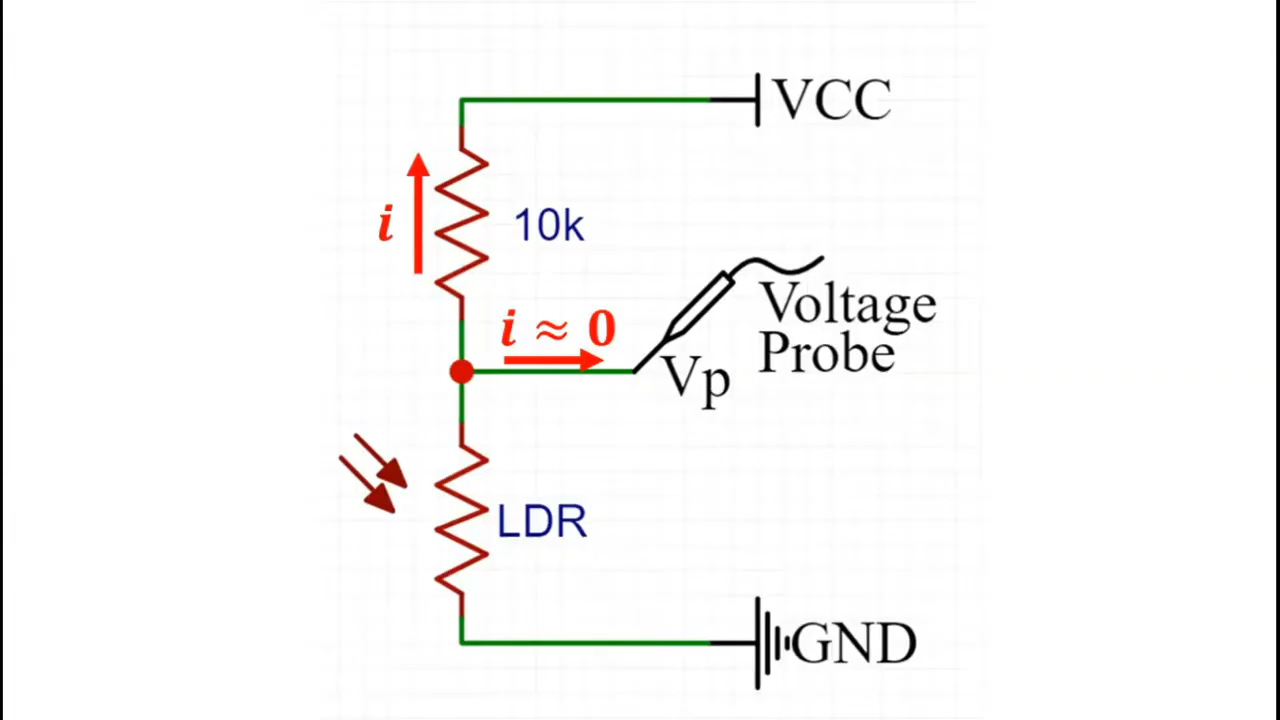 VCC
i
10k
Voltage
Probe
i ≈ 0
Vp
LDR
GND